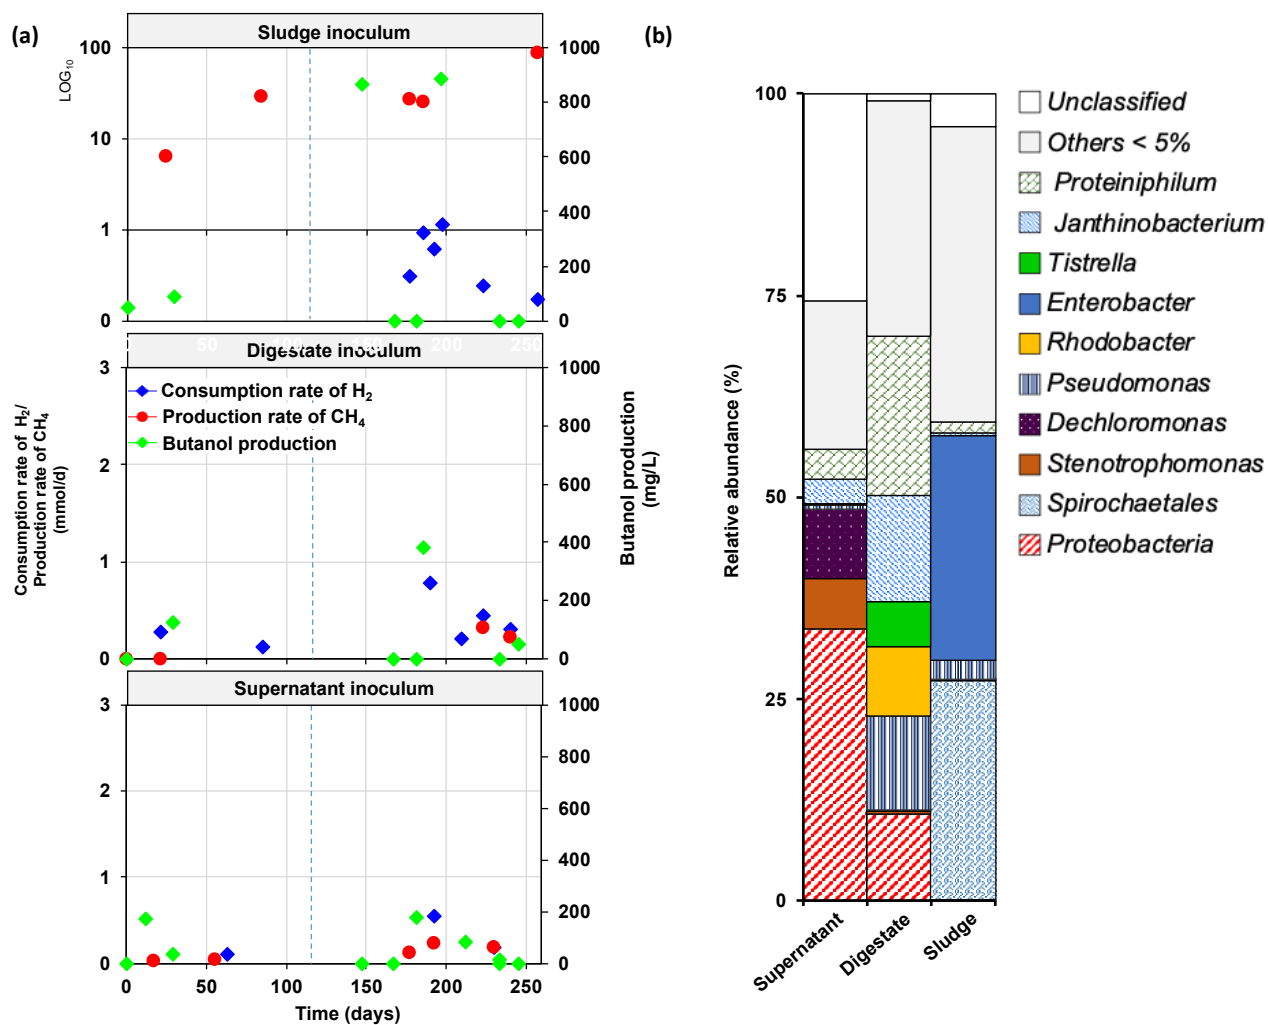 (a)
Sludge inoculum
LOG10
100
10
1
0
1000
800
600
400
200
0
0 50 100 150 200 250
Digestate inoculum
3
2
1
0
1000
800
600
400
200
0
Consumption rate of H2
Production rate of CH4
Butanol production
Consumption rate of H2/
Production rate of CH4
(mmol/d)
Butanol production
(mg/L)
Supernatant inoculum
3
2
1
0
1000
800
600
400
200
0
0 50 100 150 200 250
Time (days)
(b)
Relative abundance (%)
100
75
50
25
0
Supernatant
Digestate
Sludge
Unclassified
Others < 5%
Proteiniphilum
Janthinobacterium
Tistrella
Enterobacter
Rhodobacter
Pseudomonas
Dechloromonas
Stenotrophomonas
Spirochaetales
Proteobacteria